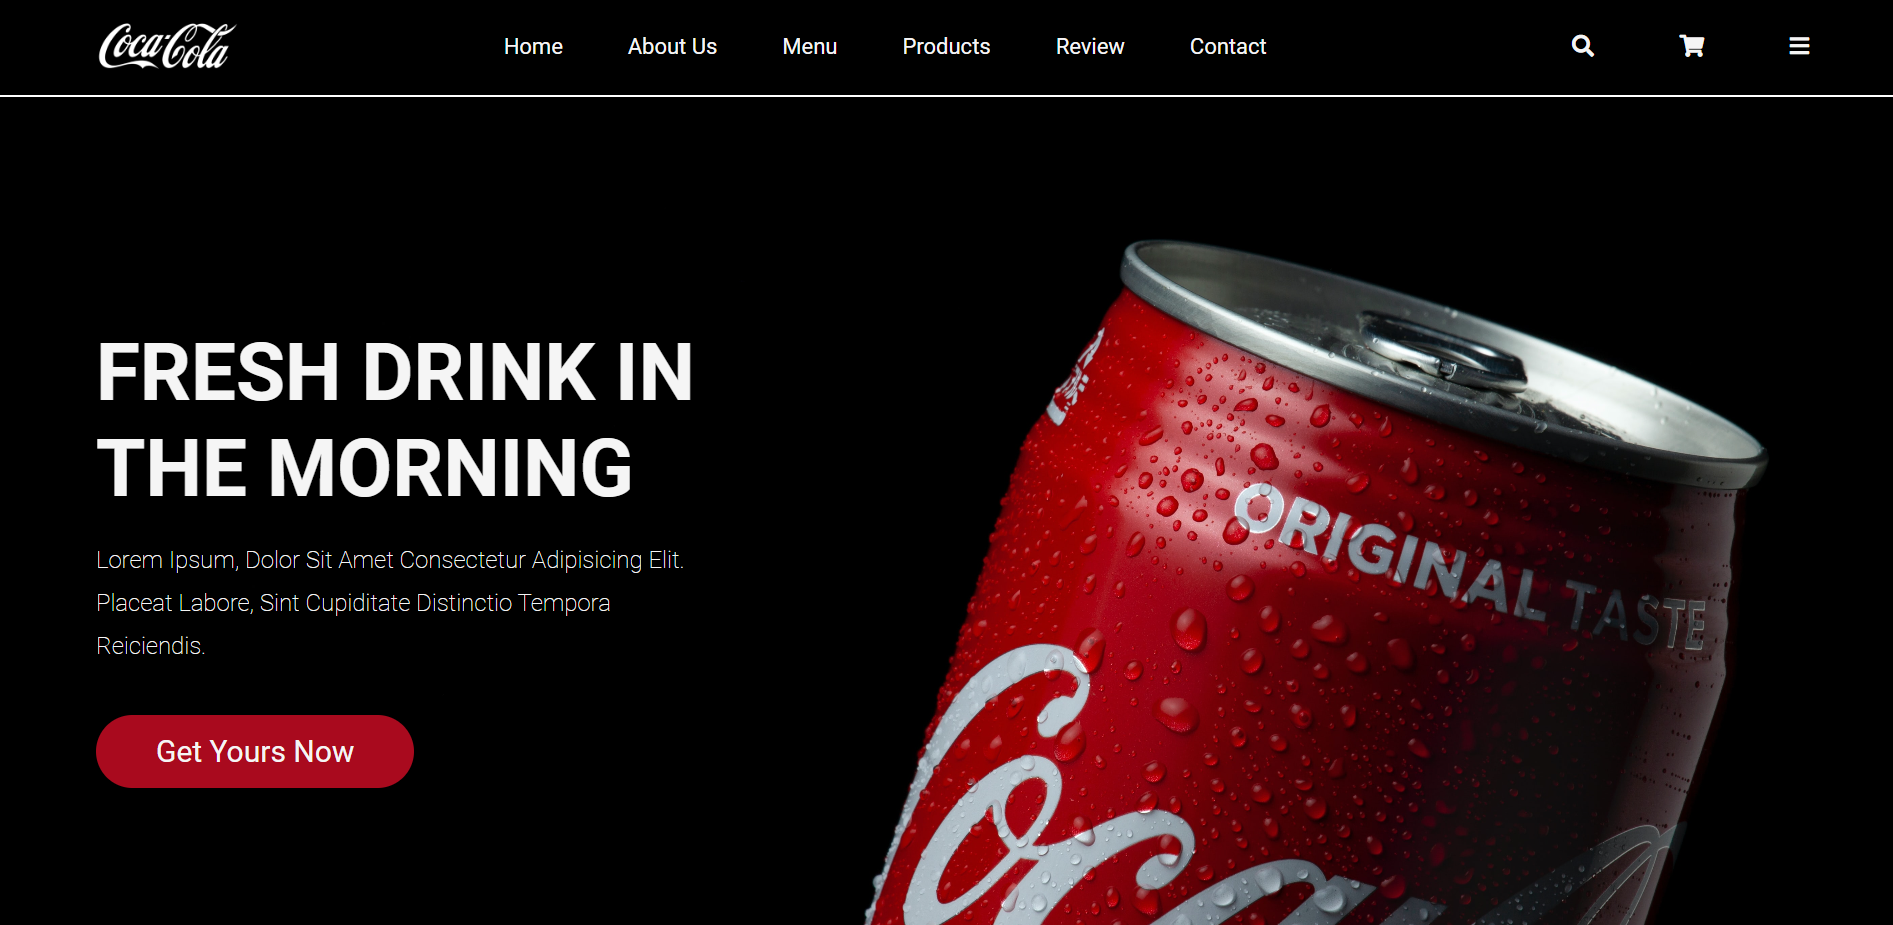 Coca-Cola
Home
About Us
Menu
Products
Review
Contact
FRESH DRINK IN
THE MORNING
Lorem Ipsum, Dolor Sit Amet Consectetur Adipisicing Elit.
Placeat Labore, Sint Cupiditate Distinctio Tempora
Reiciendis.
Get Yours Now
ORIGINAL TASTE